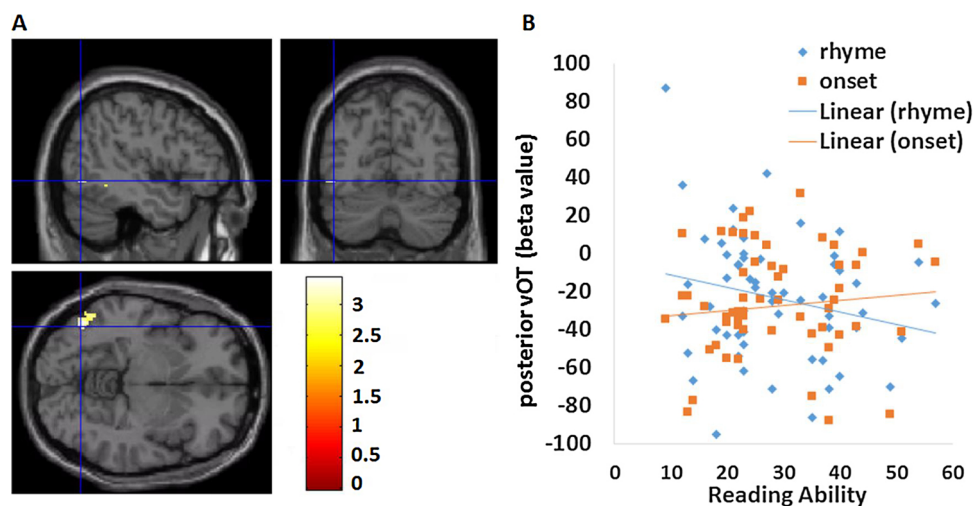 A
3
2.5
2
1.5
1
0.5
0
B
rhyme
onset
Linear (rhyme)
Linear (onset)
posterior vOT (beta value)
100
80
60
40
20
0
-20
-40
-60
-80
-100
0 10 20 30 40 50 60
Reading Ability